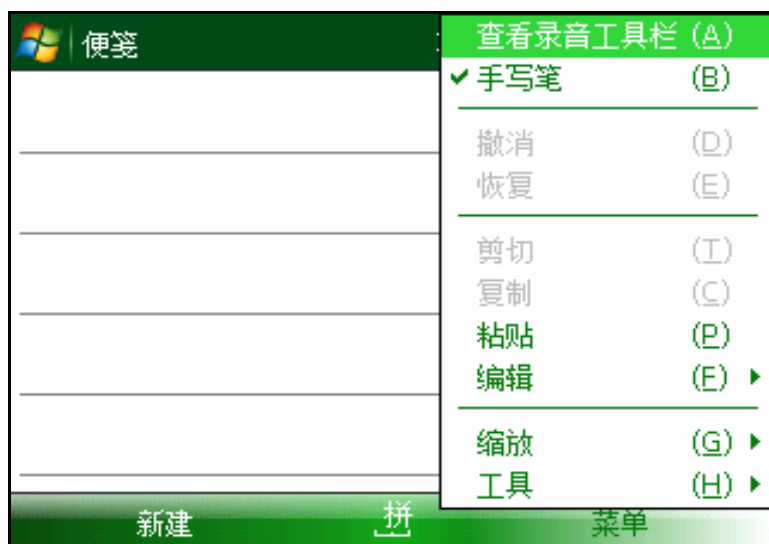 便笺
查看录音工具栏 (A)
手写笔 (B)
撤消 (D)
恢复 (E)
剪切 (T)
复制 (C)
粘贴 (P)
编辑 (F)
缩放 (G)
工具 (H)
新建 拼 菜单